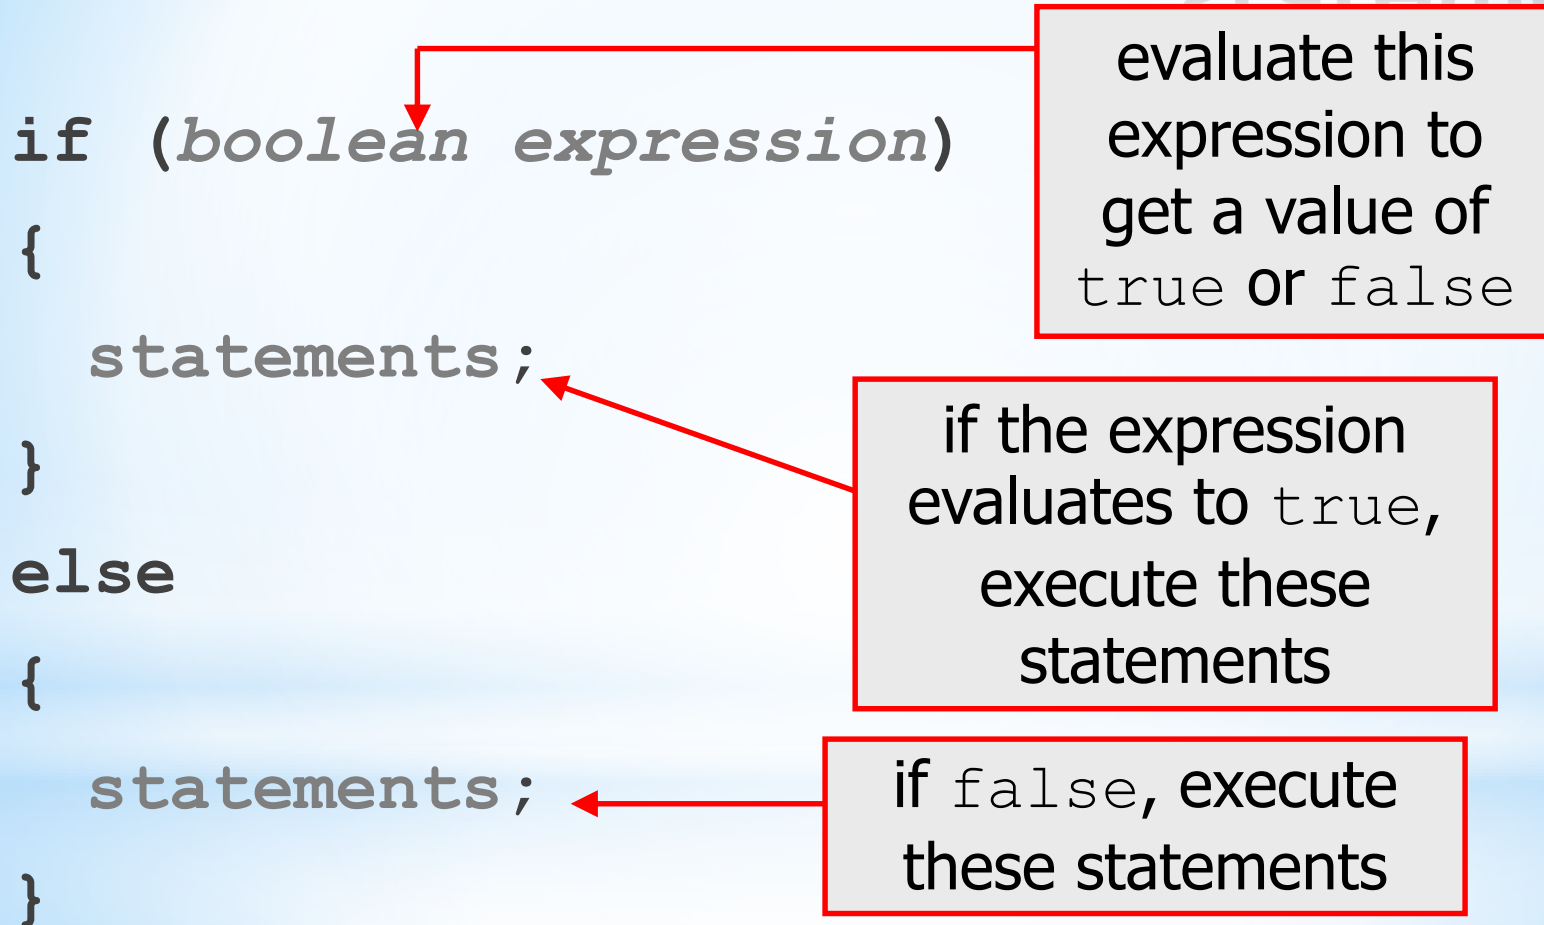 if (boolean expression)
{
statements;
}
else
{
statements;
}
evaluate this
expression to
get a value of
true or false
if the expression
evaluates to true,
execute these
statements
if false, execute
these statements